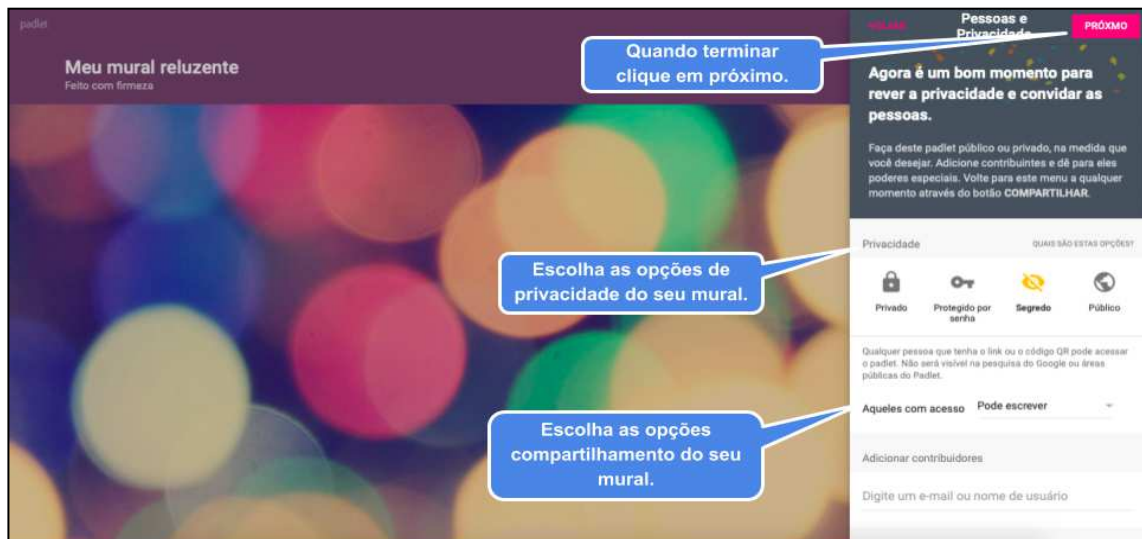 padlet
VOLTAR
Pessoas e
Privacidade
PRÓXMO
Quando terminar
clique em próximo.
Meu mural reluzente
Feito com firmeza
Agora é um bom momento para
rever a privacidade e convidar as
pessoas.
Faça deste padlet público ou privado, na medida que
você desejar. Adicione contribuintes e dê para eles
poderes especiais. Volte para este menu a qualquer
momento através do botão COMPARTILHAR.
Privacidade
QUAIS SÃO ESTAS OPÇÕES?
Escolha as opções de
privacidade do seu mural.
Privado
Protegido por
senha
Segredo
Público
Qualquer pessoa que tenha o link ou o código QR pode acessar
o padlet. Não será visível na pesquisa do Google ou áreas
públicas do Padlet.
Aqueles com acesso Pode escrever
Escolha as opções
compartilhamento do seu
mural.
Adicionar contribuidores
Digite um e-mail ou nome de usuário